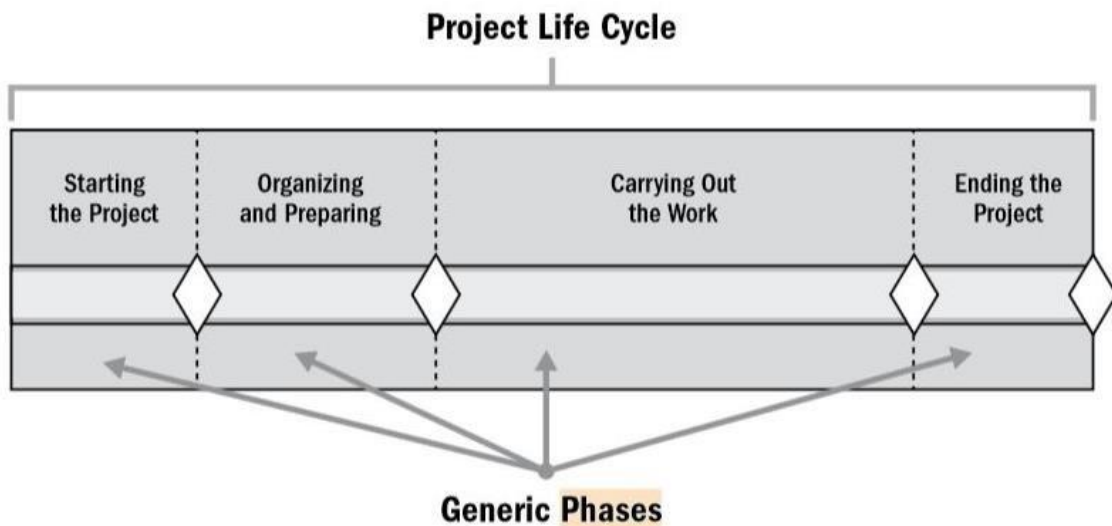 Project Life Cycle
Starting
the Project
Organizing
and Preparing
Carrying Out
the Work
Ending the
Project
Generic Phases